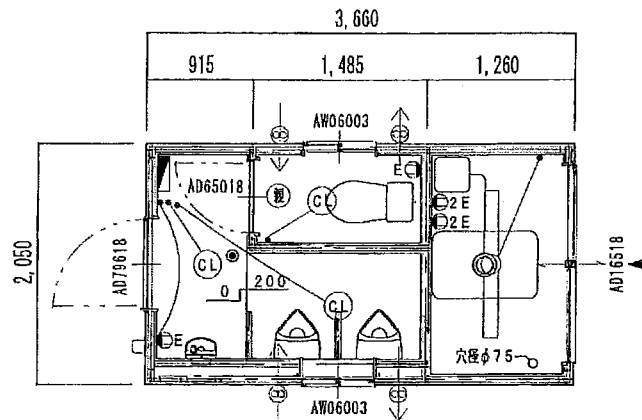 3,660
915
1,485
1,260
AW06003
E
AD65018
CL
2E
2E
2,050
AD79618
CL
200
0
CL
AD16518
E
穴径φ75
AW06003